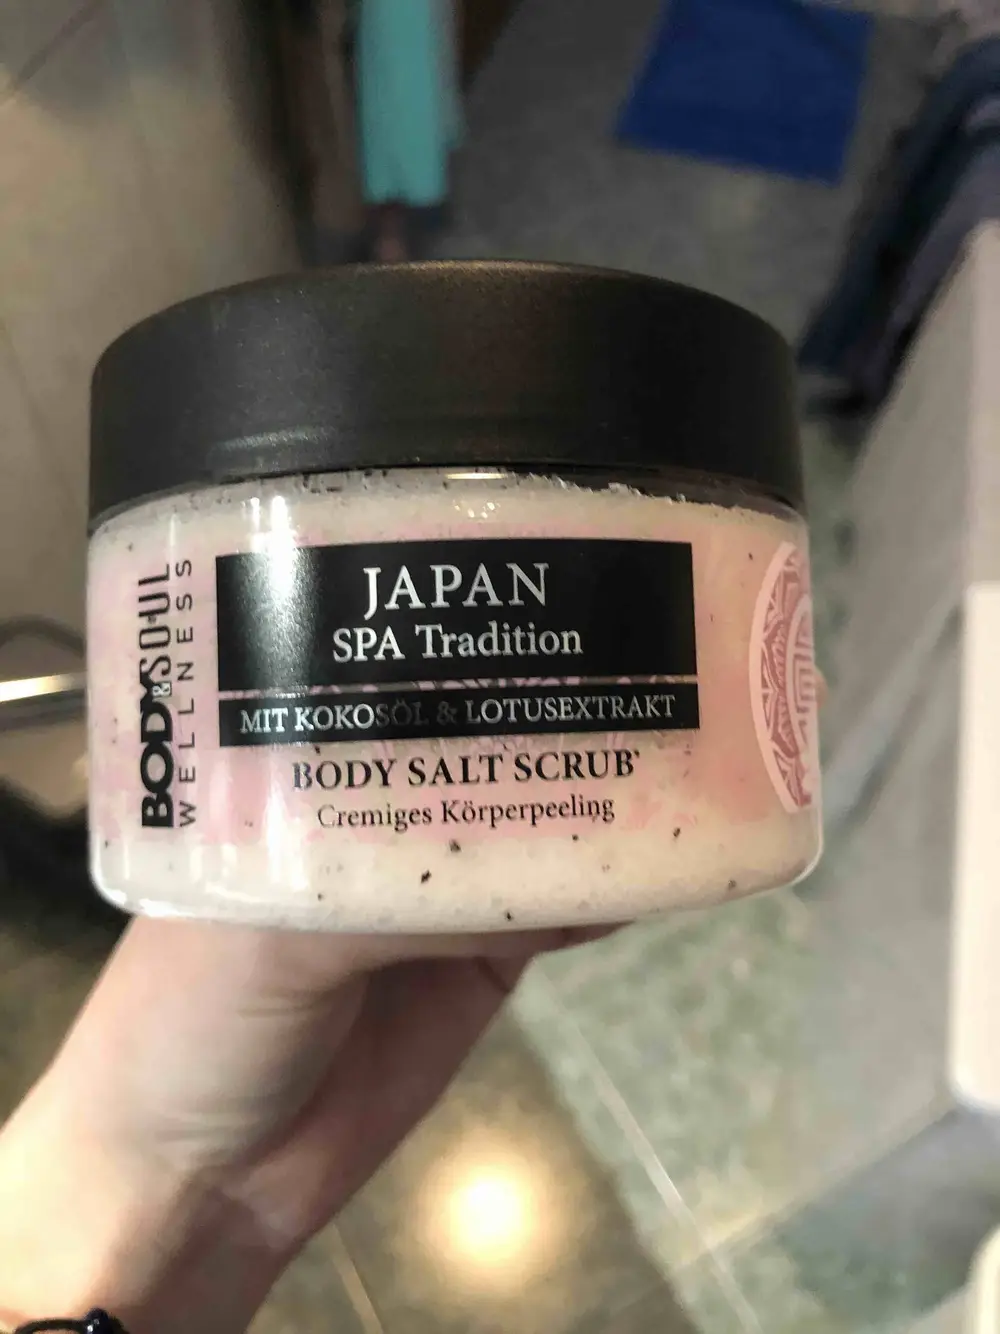 BODY&SOUL
WELLNESS
JAPAN
SPA Tradition
MIT KOKOSÖL & LOTUSEXTRAKT
BODY SALT SCRUB
Cremiges Körperpeeling